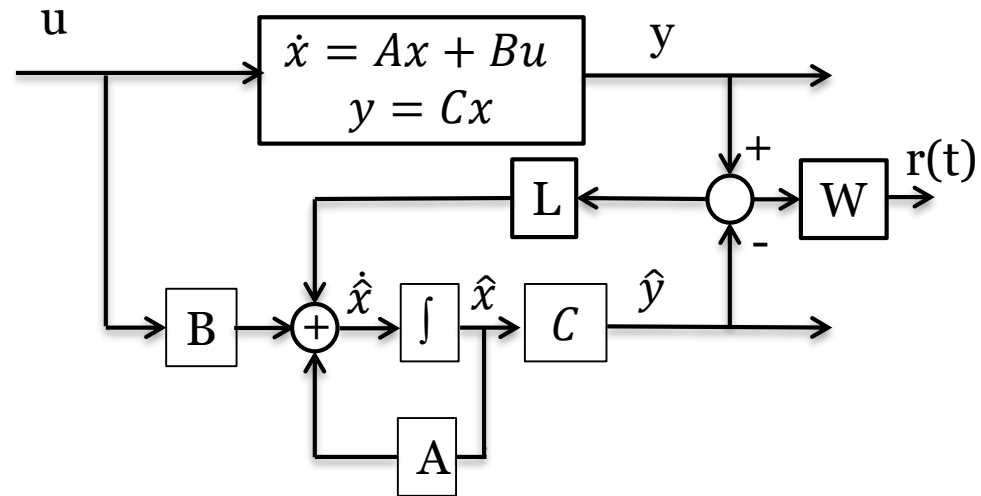 u
ẋ = Ax + Bu
y = Cx
y
+
r(t)
L
W
-
B
+
x̂̇
∫
x̂
C
ŷ
A